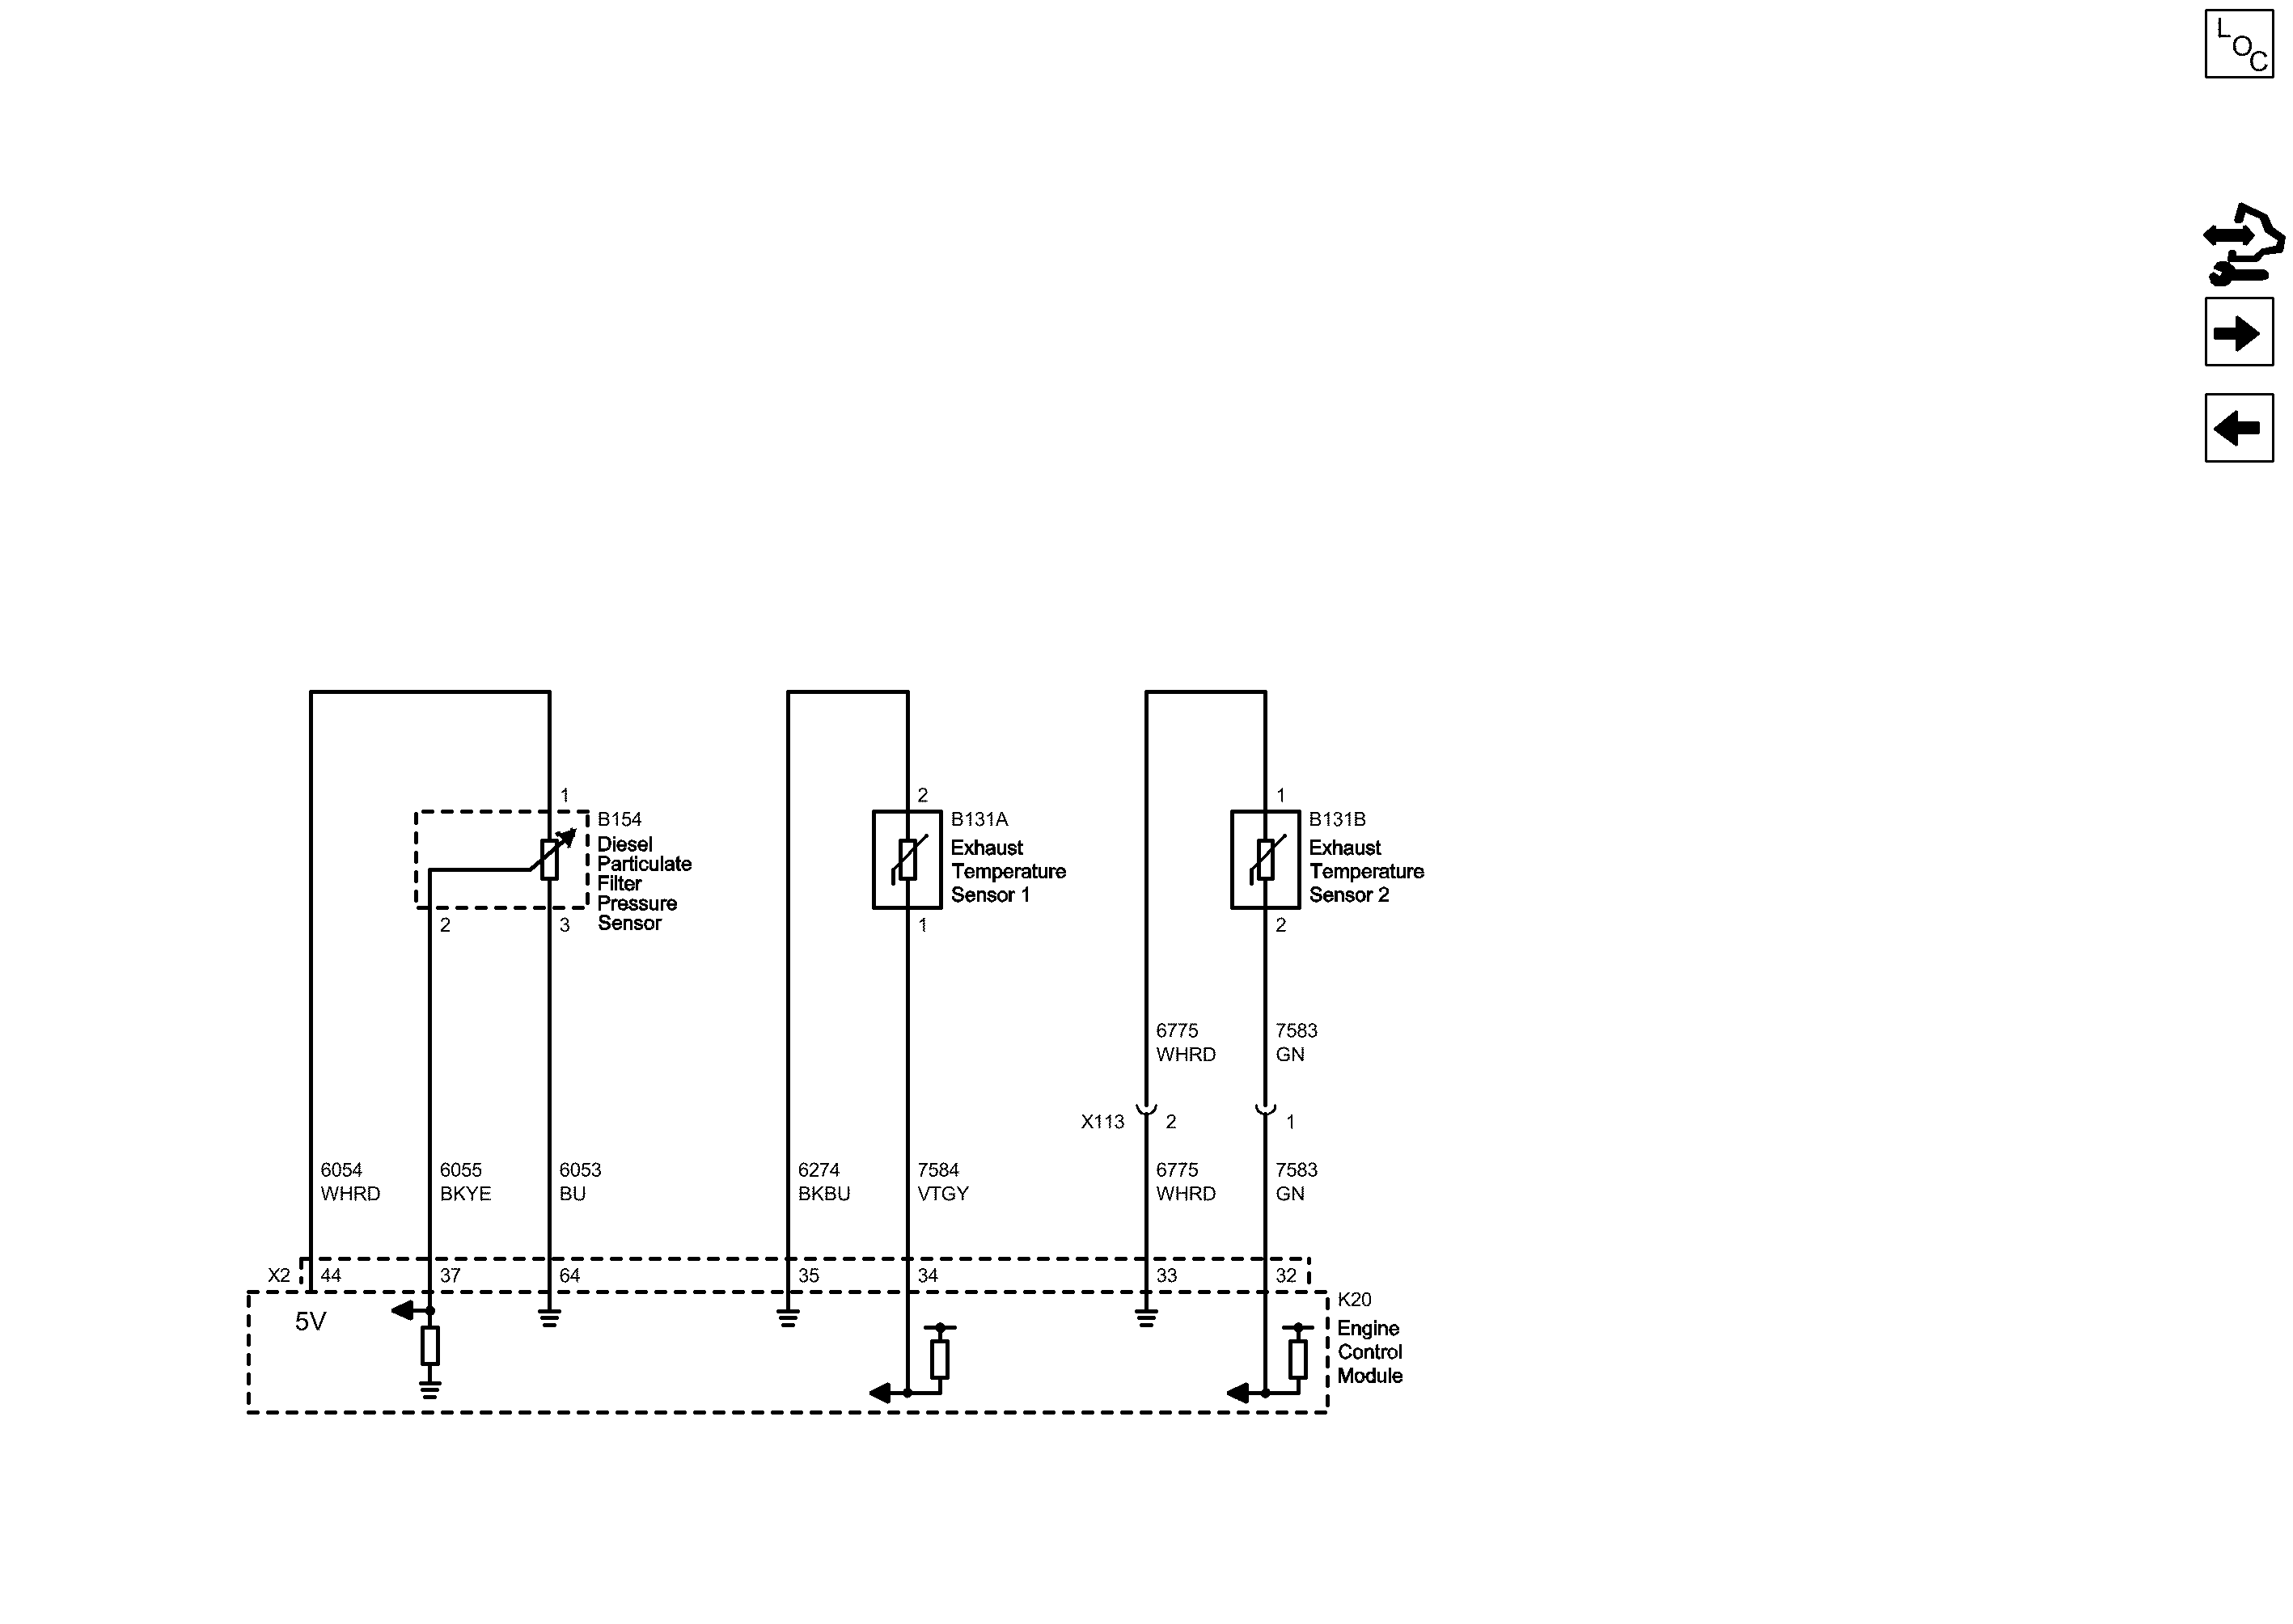 LOC
1
2
1
B154
Diesel
Particulate
Filter
Pressure
Sensor
B131A
Exhaust
Temperature
Sensor 1
B131B
Exhaust
Temperature
Sensor 2
2
3
1
2
6775
WHRD
7583
GN
X113
2
1
6054
WHRD
6055
BKYE
6053
BU
6274
BKBU
7584
VTGY
6775
WHRD
7583
GN
X2
44
37
64
35
34
33
32
5V
K20
Engine
Control
Module